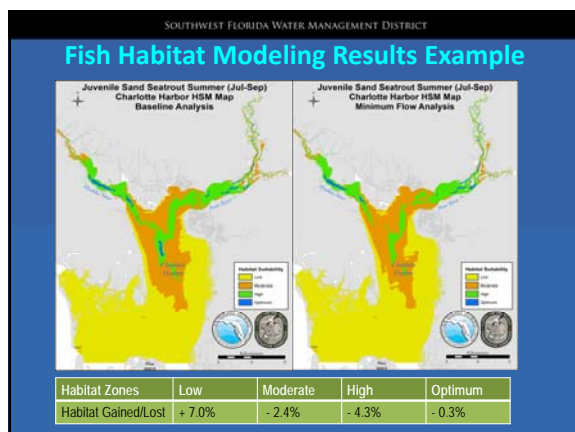 SOUTHWEST FLORIDA WATER MANAGEMENT DISTRICT
Fish Habitat Modeling Results Example
Juvenile Sand Seatrout Summer (Jul-Sep)
Charlotte Harbor HSM Map
Baseline Analysis
Juvenile Sand Seatrout Summer (Jul-Sep)
Charlotte Harbor HSM Map
Minimum Flow Analysis
Habitat Suitability
Low
Moderate
High
Optimum
Habitat Suitability
Low
Moderate
High
Optimum
Habitat Zones Low Moderate High Optimum
Habitat Gained/Lost + 7.0% - 2.4% - 4.3% - 0.3%